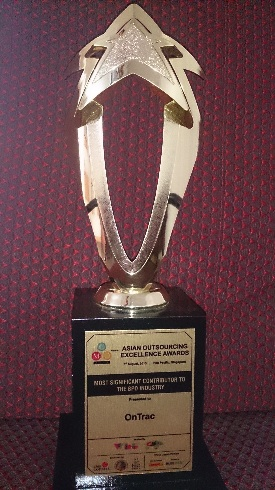 ASIAN OUTSOURCING
EXCELLENCE AWARDS
MOST SIGNIFICANT CONTRIBUTOR TO
THE BPO INDUSTRY
Presented to
OnTrac